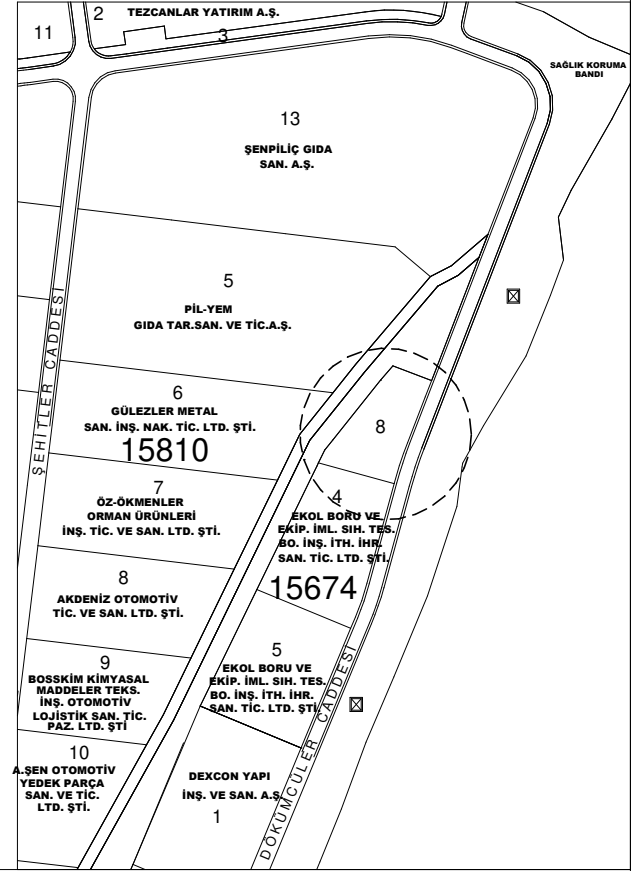 2
TEZCANLAR YATIRIM A.Ş.
11
3
SAĞLIK KORUMA
BANDI
13
ŞENPİLİÇ GIDA
SAN. A.Ş.
5
PİL-YEM
GIDA TAR.SAN. VE TİC.A.Ş.
ŞEHİTLER CADDESİ
6
GÜLEZLER METAL
SAN. İNŞ. NAK. TİC. LTD. ŞTİ.
15810
8
7
ÖZ-ÖKMENLER
ORMAN ÜRÜNLERİ
İNŞ. TİC. VE SAN. LTD. ŞTİ.
4
EKOL BORU VE
EKİP. İML. SIH. TES.
BO. İNŞ. İTH. İHR.
SAN. TİC. LTD. ŞTİ.
15674
8
AKDENİZ OTOMOTİV
TİC. VE SAN. LTD. ŞTİ.
5
EKOL BORU VE
EKİP. İML. SIH. TES.
BO. İNŞ. İTH. İHR.
SAN. TİC. LTD. ŞTİ.
9
BOSSKİM KİMYASAL
MADDELER TEKS.
İNŞ. OTOMOTİV
LOJİSTİK SAN. TİC.
PAZ. LTD. ŞTİ
10
A.ŞEN OTOMOTİV
YEDEK PARÇA
SAN. VE TİC.
LTD. ŞTİ.
DEXCON YAPI
İNŞ. VE SAN. A.Ş.
1
DÖKÜMCÜLER CADDESİ